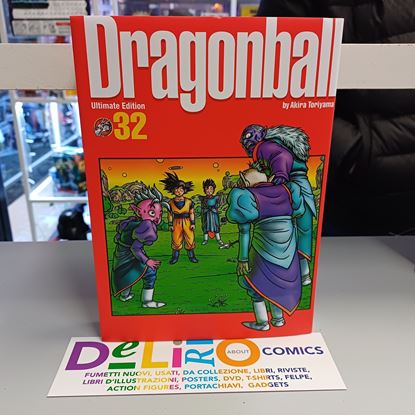 Dragonball
Ultimate Edition
by Akira Toriyama
32
DeLiRIO ABOUT COMICS
FUMETTI NUOVI, USATI, DA COLLEZIONE, LIBRI, RIVISTE,
LIBRI D'ILLUSTRAZIONI, POSTERS, DVD, T-SHIRTS, FELPE,
ACTION FIGURES, PORTACHIAVI, GADGETS